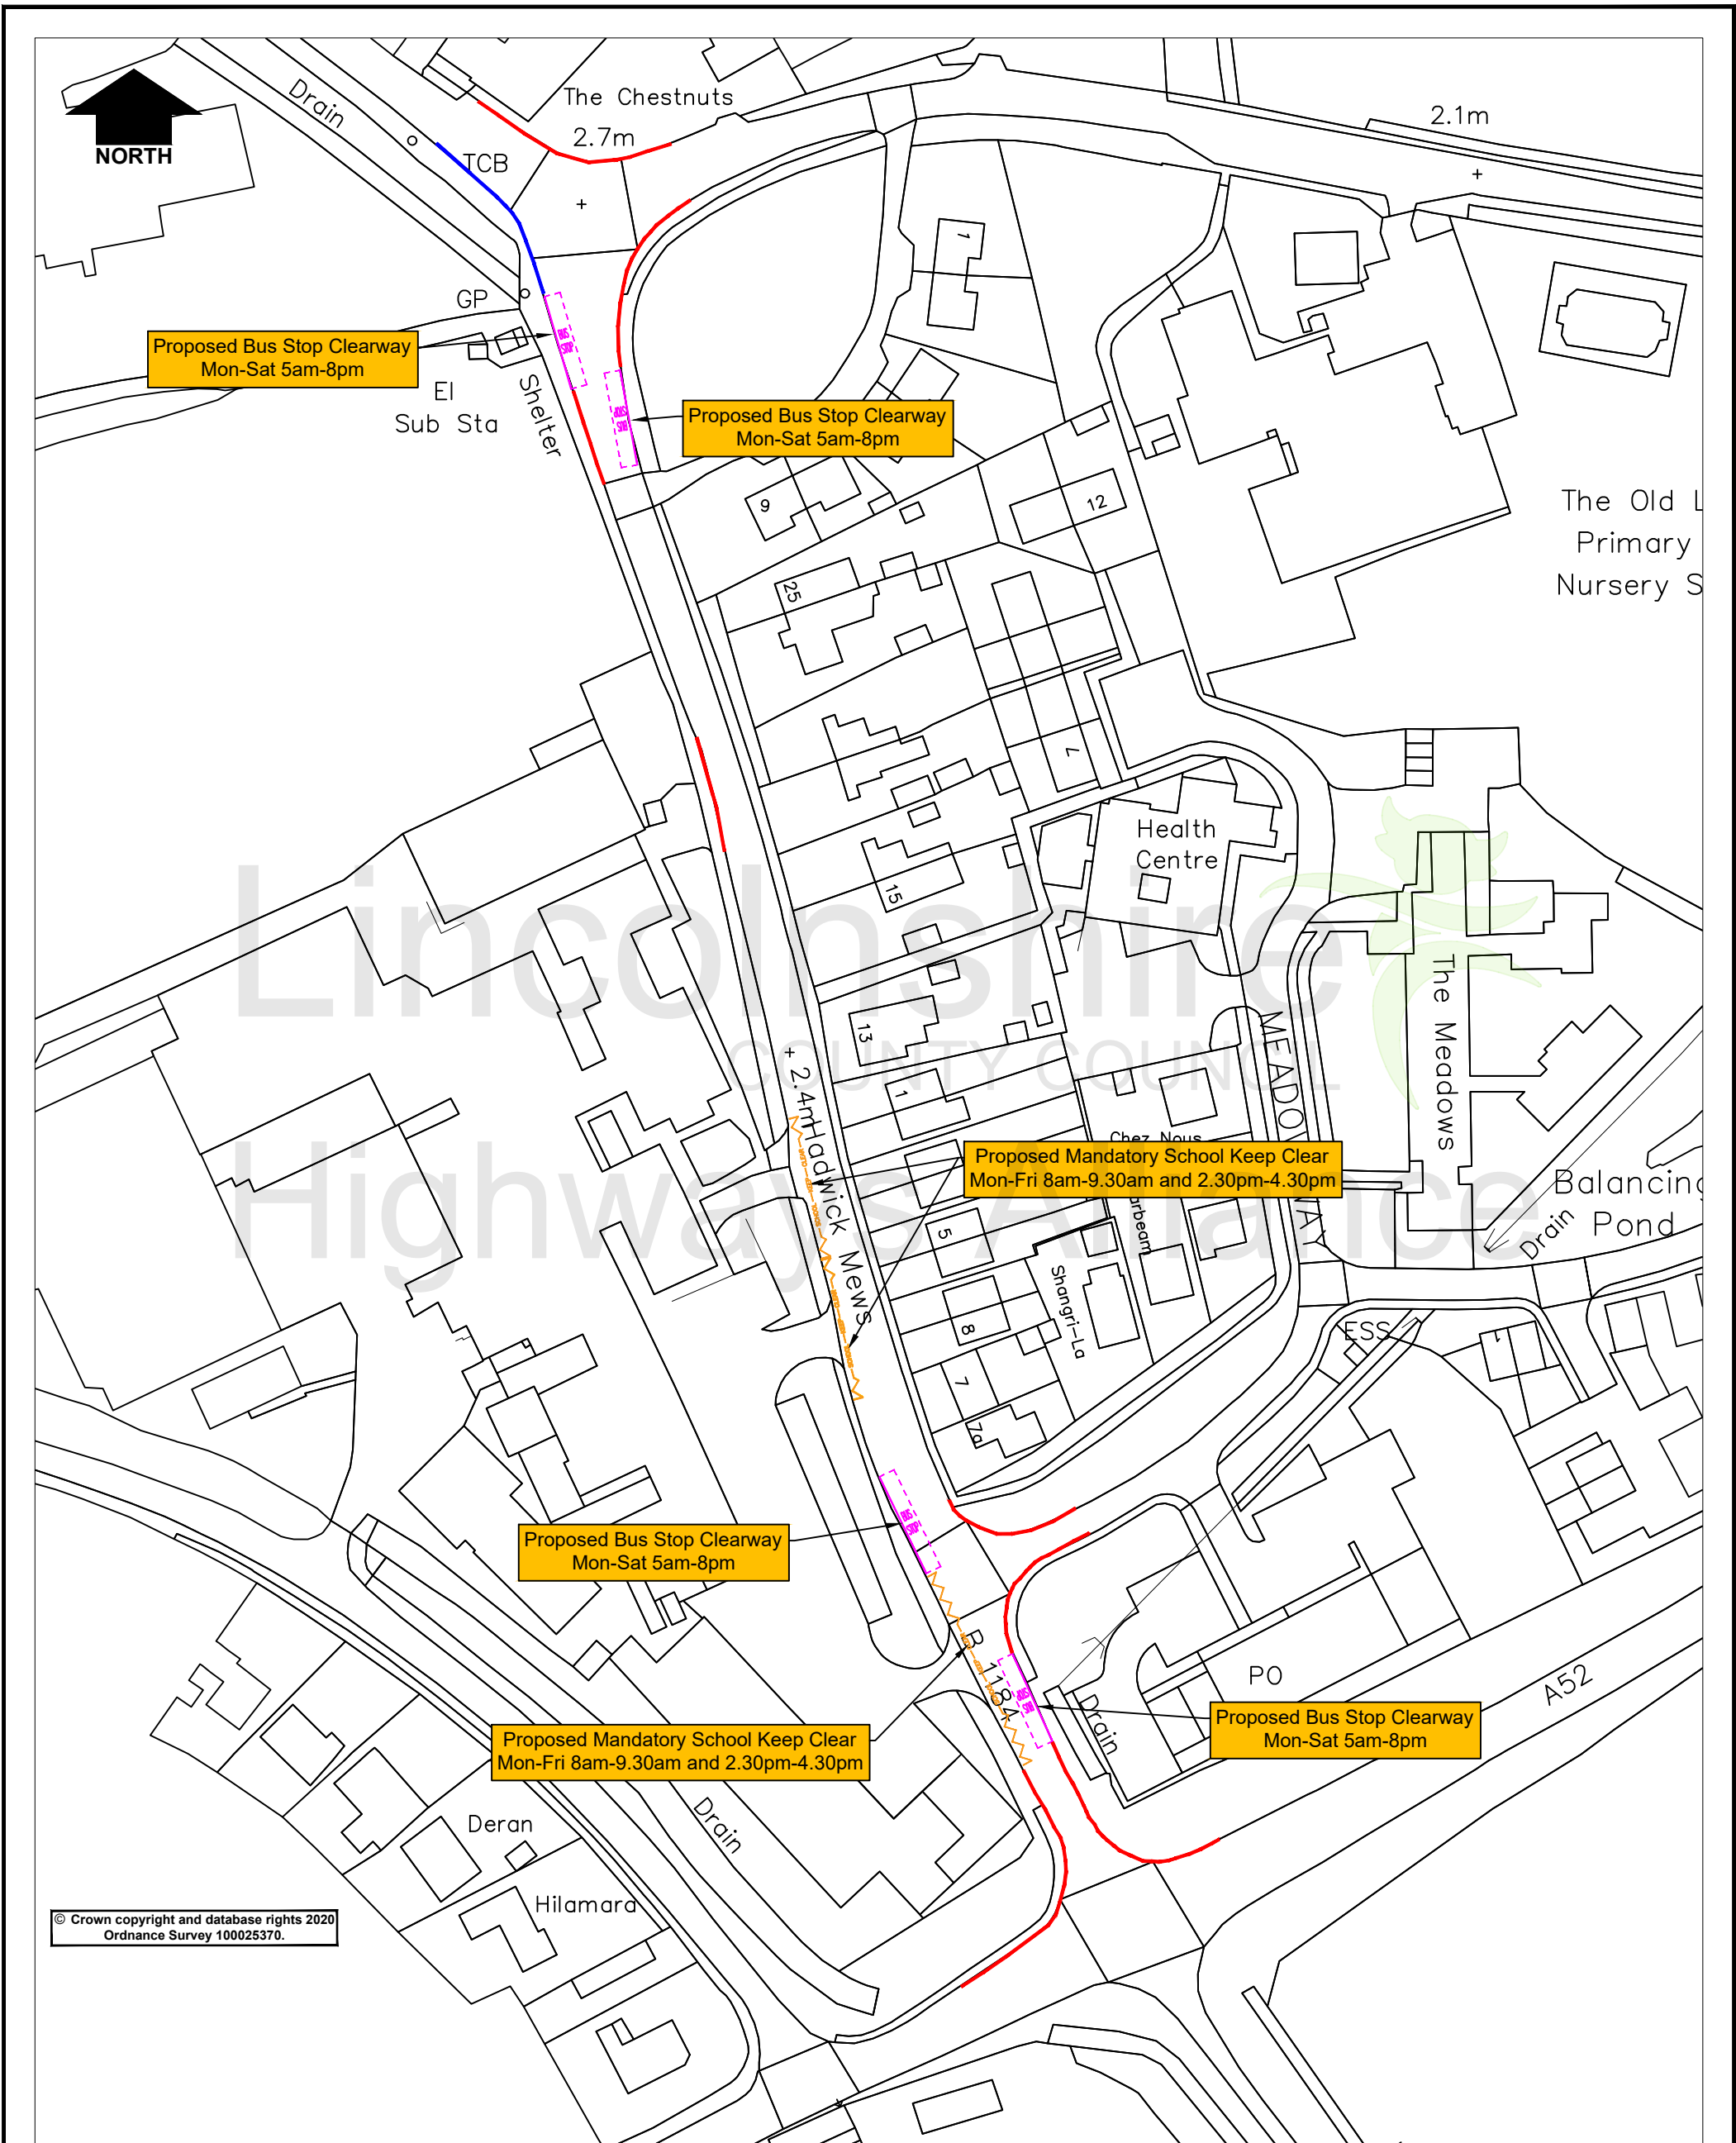 The Chestnuts
2.1m
Drain
2.7m
NORTH
TCB
1
GP
Proposed Bus Stop Clearway
Mon-Sat 5am-8pm
El
Sub Sta
Shelter
Proposed Bus Stop Clearway
Mon-Sat 5am-8pm
9
12
The Old L
Primary
Nursery S
25
7
Health
Centre
15
Lincolnshire
COUNTY COUNCIL
Highways Alliance
The Meadows
13
MEADOWAY
+ 2.4m
1
Hadwick Mews
Chez Nous
Proposed Mandatory School Keep Clear
Mon-Fri 8am-9.30am and 2.30pm-4.30pm
Balancing
Pond
Drain
5
arbeam
Shangri-La
8
ESS
1
7
7a
Proposed Bus Stop Clearway
Mon-Sat 5am-8pm
B 1184
PO
A52
Drain
Proposed Bus Stop Clearway
Mon-Sat 5am-8pm
Proposed Mandatory School Keep Clear
Mon-Fri 8am-9.30am and 2.30pm-4.30pm
Drain
Deran
Hilamara
© Crown copyright and database rights 2020
Ordnance Survey 100025370.